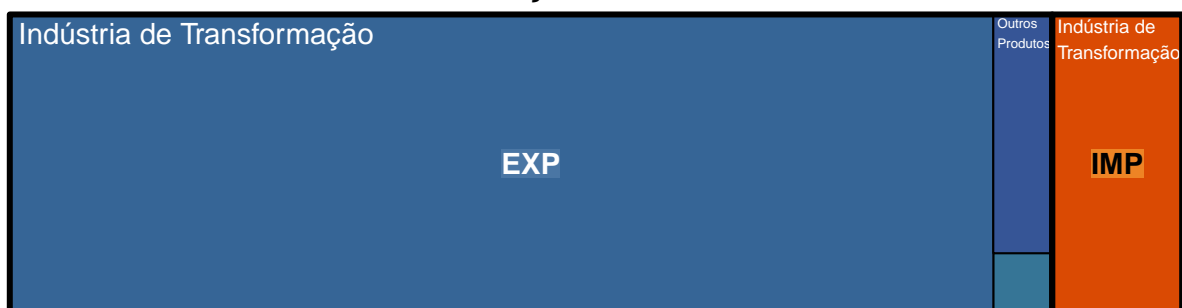 Indústria de Transformação
EXP
Outros
Produtos
Indústria de
Transformação
IMP